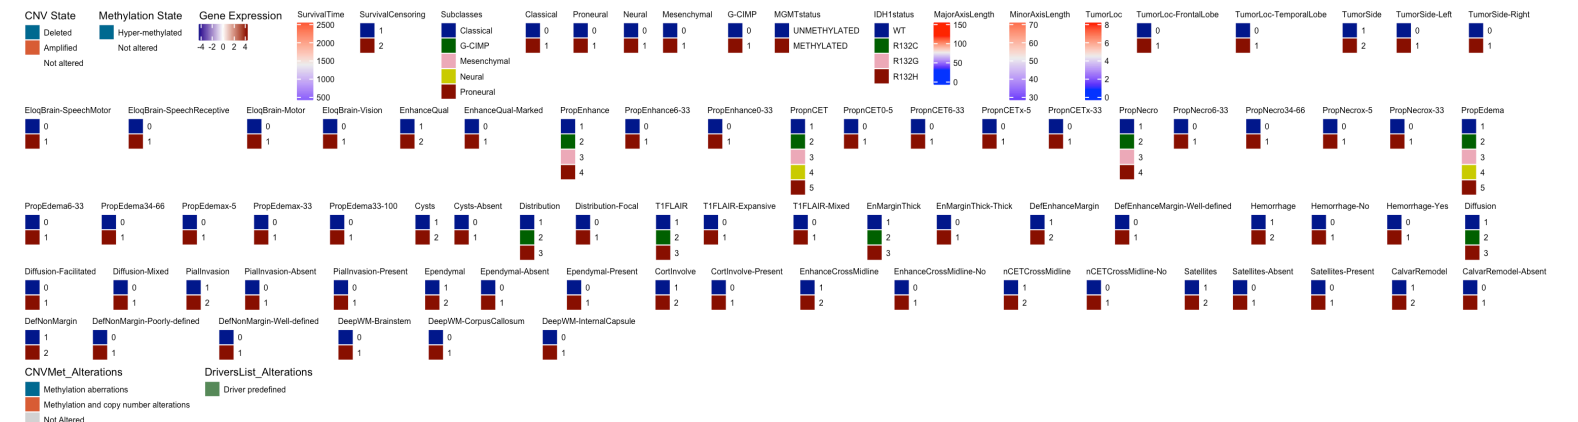 CNV State
Deleted
Amplified
Not altered
Methylation State
Hyper-methylated
Not altered
Gene Expression
-4 -2 0 2 4
SurvivalTime
2500
2000
1500
1000
500
SurvivalCensoring
1
2
Subclasses
Classical
G-CIMP
Mesenchymal
Neural
Proneural
Classical
0
1
Proneural
0
1
Neural
0
1
Mesenchymal
0
1
G-CIMP
0
1
MGMTstatus
UNMETHYLATED
METHYLATED
IDH1status
WT
R132C
R132G
R132H
MajorAxisLength
150
100
50
0
MinorAxisLength
70
60
50
40
30
TumorLoc
8
6
4
2
0
TumorLoc-FrontalLobe
0
1
TumorLoc-TemporalLobe
0
1
TumorSide
1
2
TumorSide-Left
0
1
TumorSide-Right
0
1
EloqBrain-SpeechMotor
0
1
EloqBrain-SpeechReceptive
0
1
EloqBrain-Motor
0
1
EloqBrain-Vision
0
1
EnhanceQual
1
2
EnhanceQual-Marked
0
1
PropEnhance
1
2
3
4
PropEnhance6-33
0
1
PropEnhance0-33
0
1
PropnCET
1
2
3
4
5
PropnCET0-5
0
1
PropnCET6-33
0
1
PropnCETx-5
0
1
PropnCETx-33
0
1
PropNecro
1
2
3
4
PropNecro6-33
0
1
PropNecro34-66
0
1
PropNecrox-5
0
1
PropNecrox-33
0
1
PropEdema
1
2
3
4
5
PropEdema6-33
0
1
PropEdema34-66
0
1
PropEdemax-5
0
1
PropEdemax-33
0
1
PropEdema33-100
0
1
Cysts
1
2
Cysts-Absent
0
1
Distribution
1
2
3
Distribution-Focal
0
1
T1FLAIR
1
2
3
T1FLAIR-Expansive
0
1
T1FLAIR-Mixed
0
1
EnMarginThick
1
2
3
EnMarginThick-Thick
0
1
DefEnhanceMargin
1
2
DefEnhanceMargin-Well-defined
0
1
Hemorrhage
1
2
Hemorrhage-No
0
1
Hemorrhage-Yes
0
1
Diffusion
1
2
3
Diffusion-Facilitated
0
1
Diffusion-Mixed
0
1
PialInvasion
1
2
PialInvasion-Absent
0
1
PialInvasion-Present
0
1
Ependymal
1
2
Ependymal-Absent
0
1
Ependymal-Present
0
1
CortInvolve
1
2
CortInvolve-Present
0
1
EnhanceCrossMidline
1
2
EnhanceCrossMidline-No
0
1
nCETCrossMidline
1
2
nCETCrossMidline-No
0
1
Satellites
1
2
Satellites-Absent
0
1
Satellites-Present
0
1
CalvarRemodel
1
2
CalvarRemodel-Absent
0
1
DefNonMargin
1
2
DefNonMargin-Poorly-defined
0
1
DefNonMargin-Well-defined
0
1
DeepWM-Brainstem
0
1
DeepWM-CorpusCallosum
0
1
DeepWM-InternalCapsule
0
1
CNVMet_Alterations
Methylation aberrations
Methylation and copy number alterations
Not Altered
DriversList_Alterations
Driver predefined